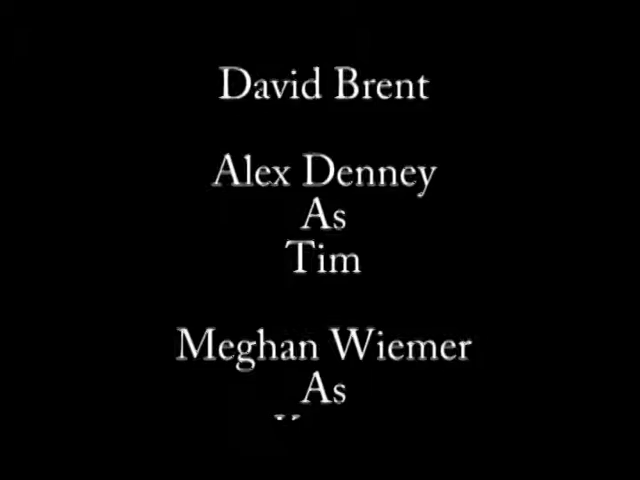 David Brent
Alex Denney
As
Tim
Meghan Wiemer
As